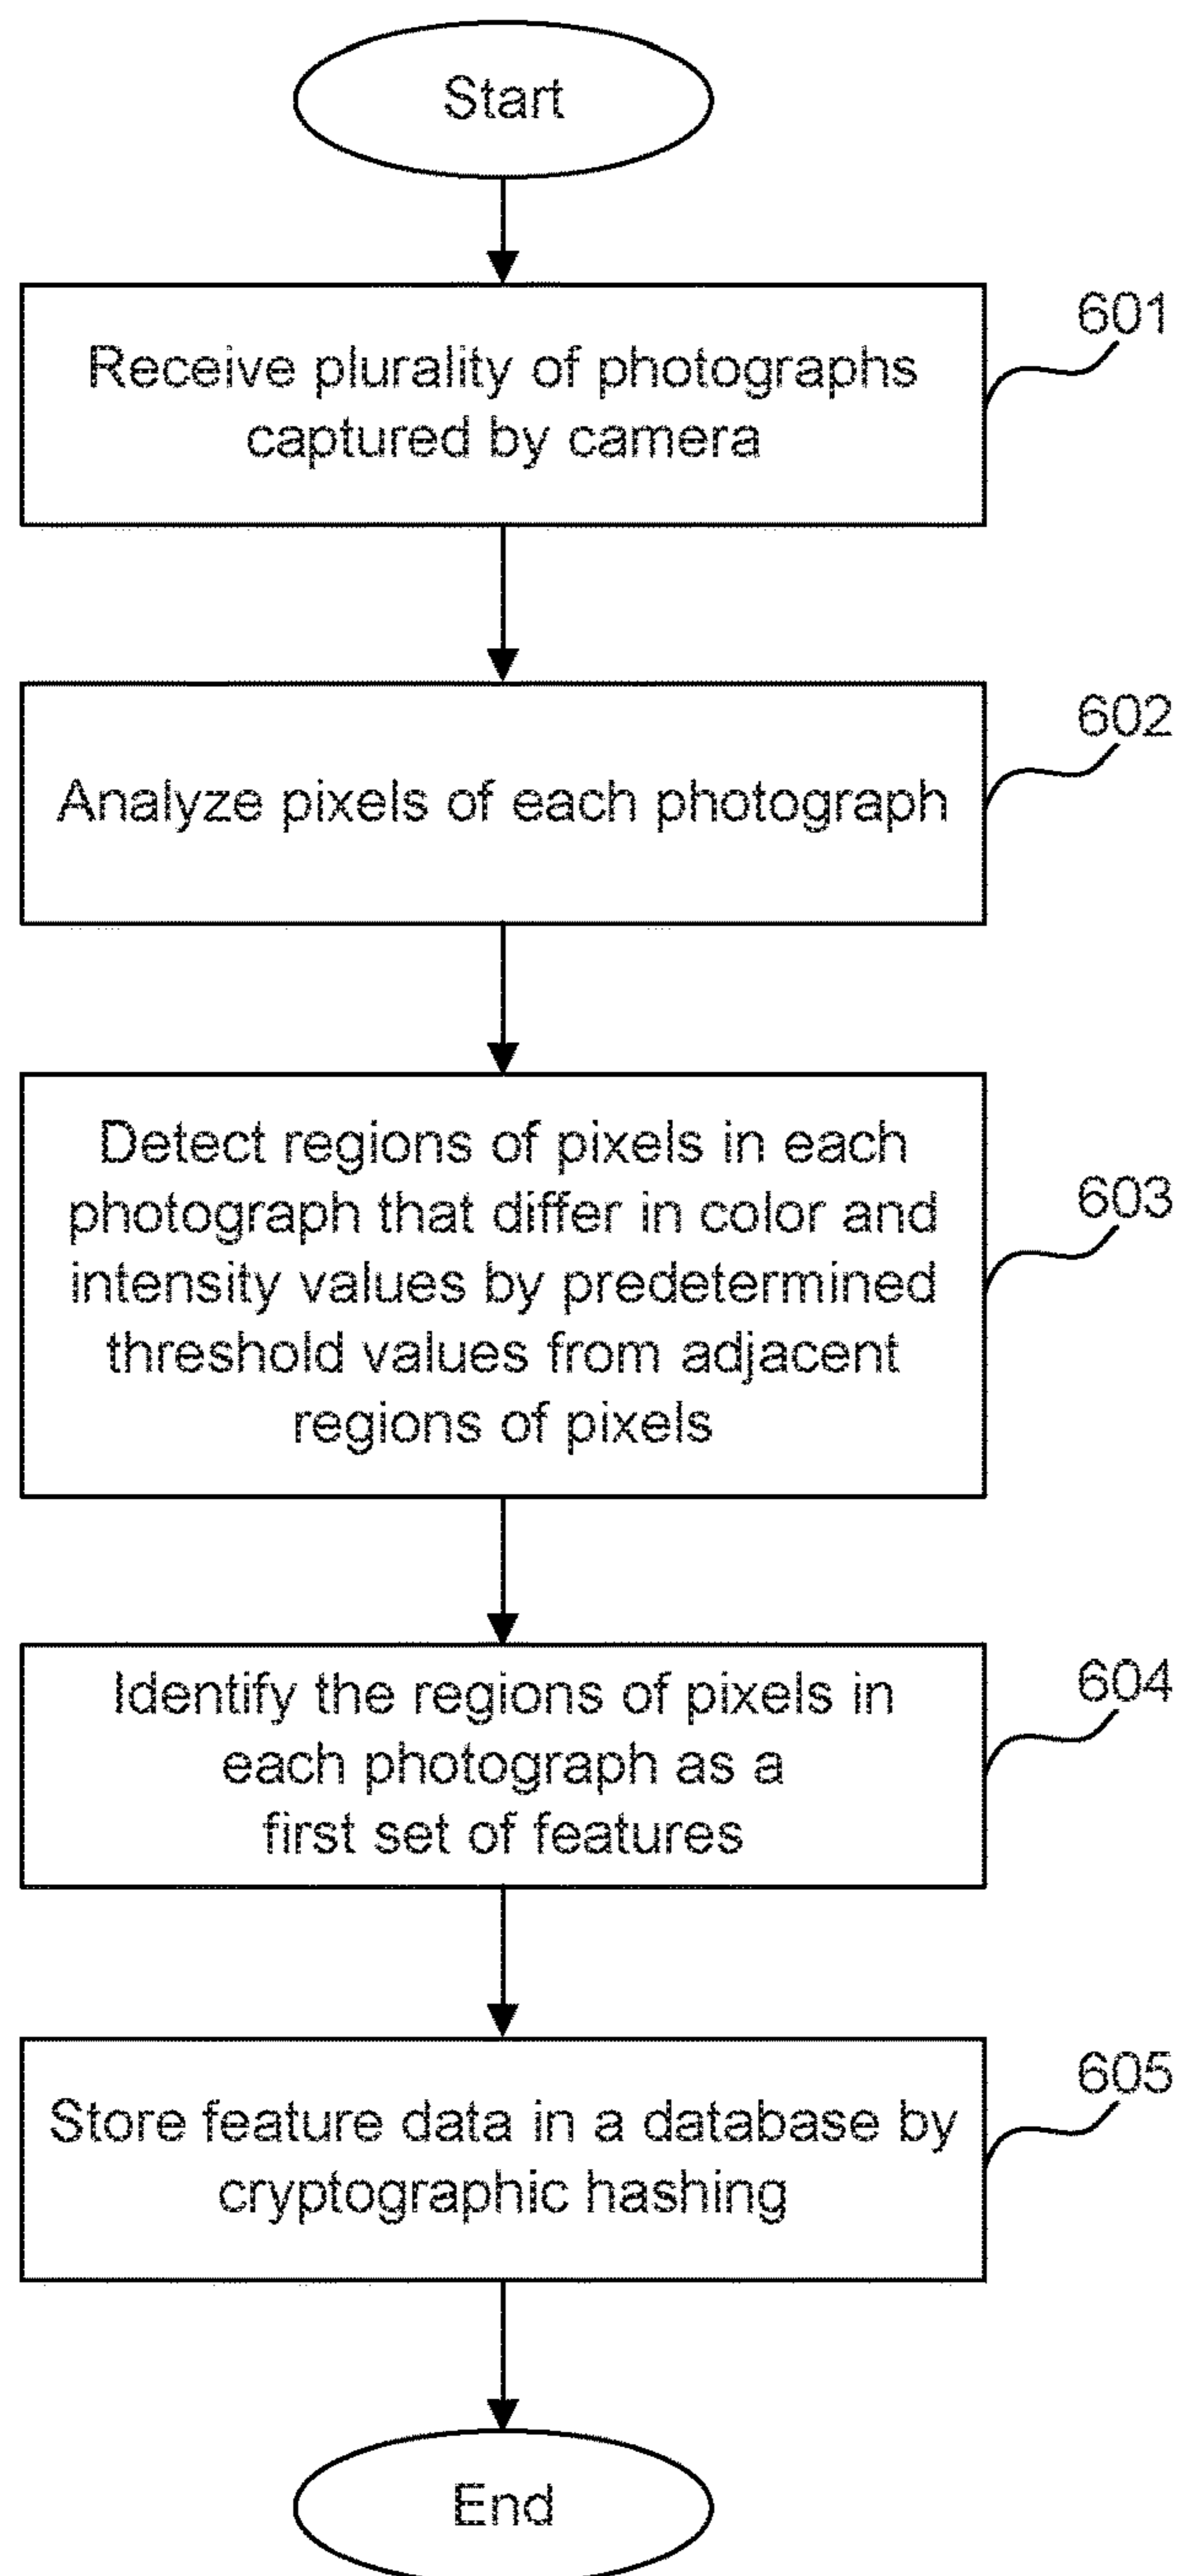 Start
601
Receive plurality of photographs
captured by camera
602
Analyze pixels of each photograph
603
Detect regions of pixels in each
photograph that differ in color and
intensity values by predetermined
threshold values from adjacent
regions of pixels
604
Identify the regions of pixels in
each photograph as a
first set of features
605
Store feature data in a database by
cryptographic hashing
End